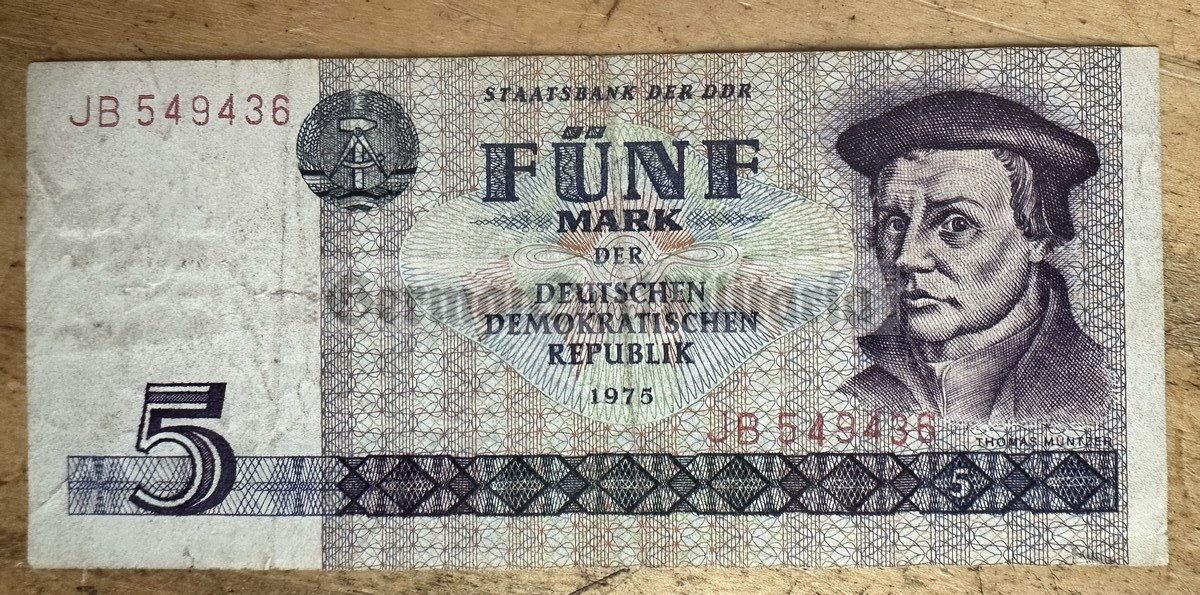 JB 549436
STAATSBANK DER DDR
FÜNF
MARK
DER
DEUTSCHEN
DEMOKRATISCHEN
REPUBLIK
1975
JB 549436
THOMAS MÜNTZER
5
5